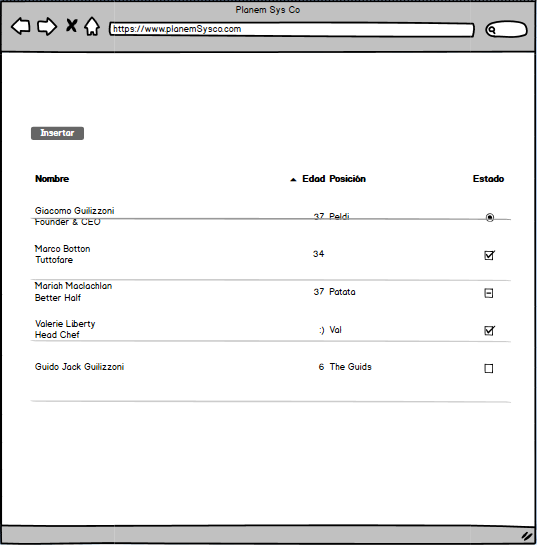 Planem Sys Co
https://www.planemSysco.com
Insertar
Nombre Edad Posición Estado
Giacomo Guilizzoni
Founder & CEO 37 Peldi
Marco Botton
Tuttofare 34
Mariah Maclachlan
Better Half 37 Patata
Valerie Liberty
Head Chef :) Val
Guido Jack Guilizzoni 6 The Guids